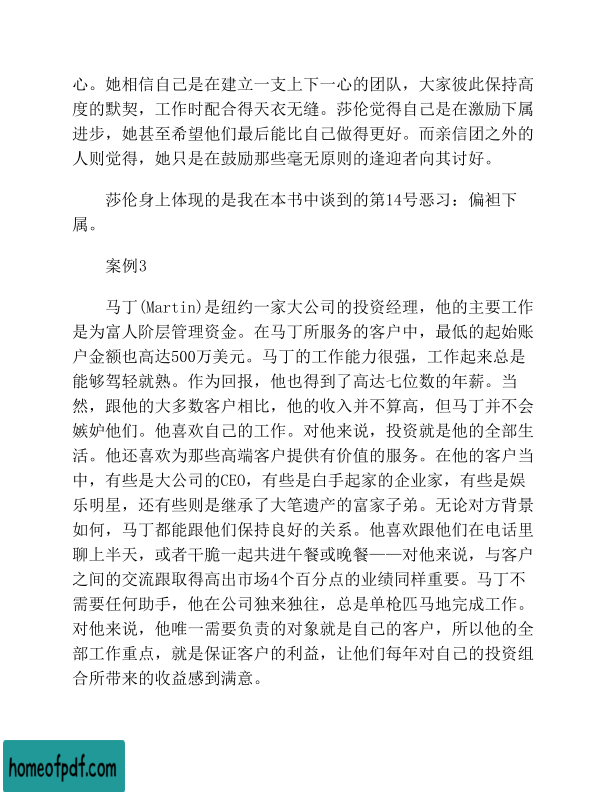 心。她相信自己是在建立一支上下一心的团队，大家彼此保持高
度的默契，工作时配合得天衣无缝。莎伦觉得自己是在激励下属
进步，她甚至希望他们最后能比自己做得更好。而亲信团之外的
人则觉得，她只是在鼓励那些毫无原则的逢迎者向其讨好。
莎伦身上体现的是我在本书中谈到的第14号恶习：偏袒下
属。
案例3
马丁(Martin)是纽约一家大公司的投资经理，他的主要工作
是为富人阶层管理资金。在马丁所服务的客户中，最低的起始账
户金额也高达500万美元。马丁的工作能力很强，工作起来总是
能够驾轻就熟。作为回报，他也得到了高达七位数的年薪。当
然，跟他的大多数客户相比，他的收入并不算高，但马丁并不会
嫉妒他们。他喜欢自己的工作。对他来说，投资就是他的全部生
活。他还喜欢为那些高端客户提供有价值的服务。在他的客户当
中，有些是大公司的CEO，有些是白手起家的企业家，有些是娱
乐明星，还有些则是继承了大笔遗产的富家子弟。无论对方背景
如何，马丁都能跟他们保持良好的关系。他喜欢跟他们在电话里
聊上半天，或者干脆一起共进午餐或晚餐——对他来说，与客户
之间的交流跟取得高出市场4个百分点的业绩同样重要。马丁不
需要任何助手，他在公司独来独往，总是单枪匹马地完成工作。
对他来说，他唯一需要负责的对象就是自己的客户，所以他的全
部工作重点，就是保证客户的利益，让他们每年对自己的投资组
合所带来的收益感到满意。
homeofpdf.com